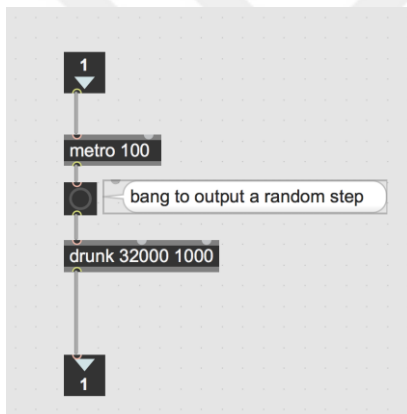 1
metro 100
bang to output a random step
drunk 32000 1000
1